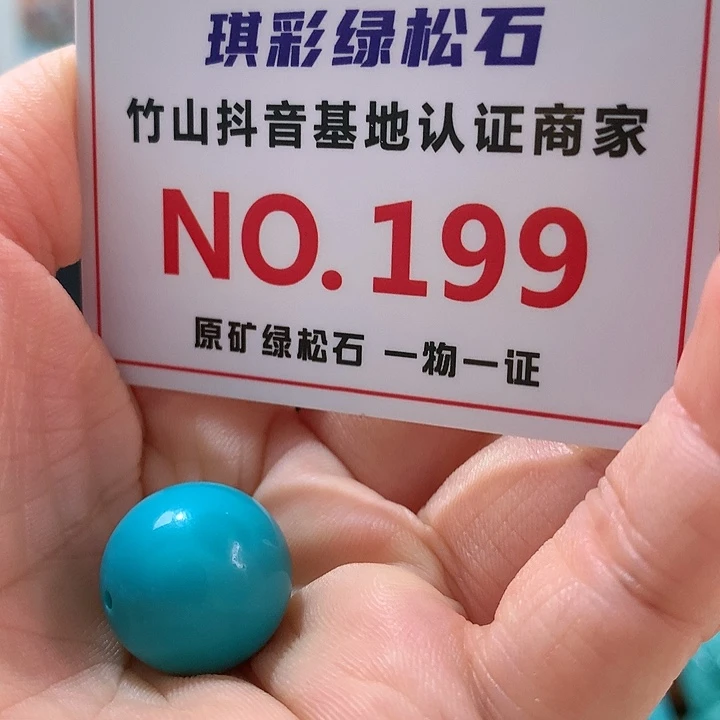 琪彩绿松石
竹山抖音基地认证商家
NO.199
原矿绿松石 一物一证